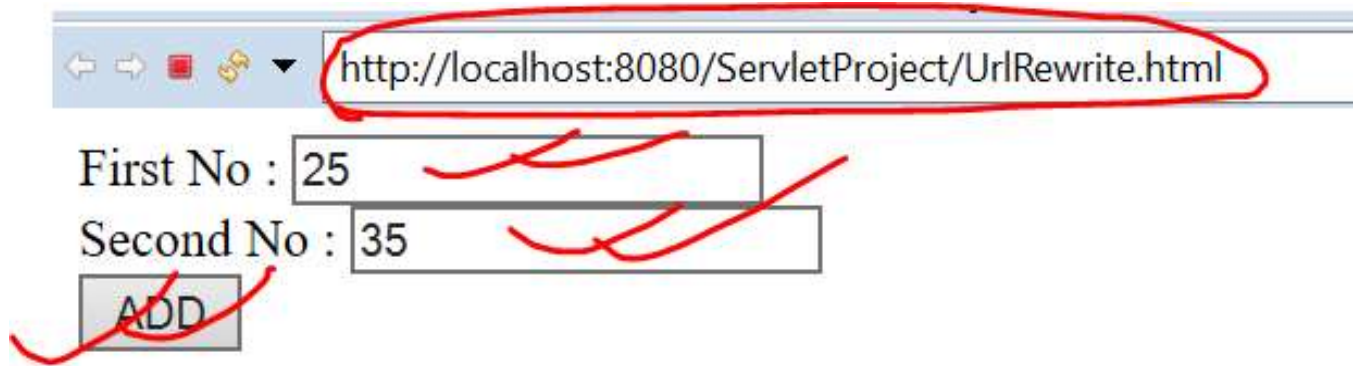 http://localhost:8080/ServletProject/UrlRewrite.html
First No : 25
Second No : 35
ADD